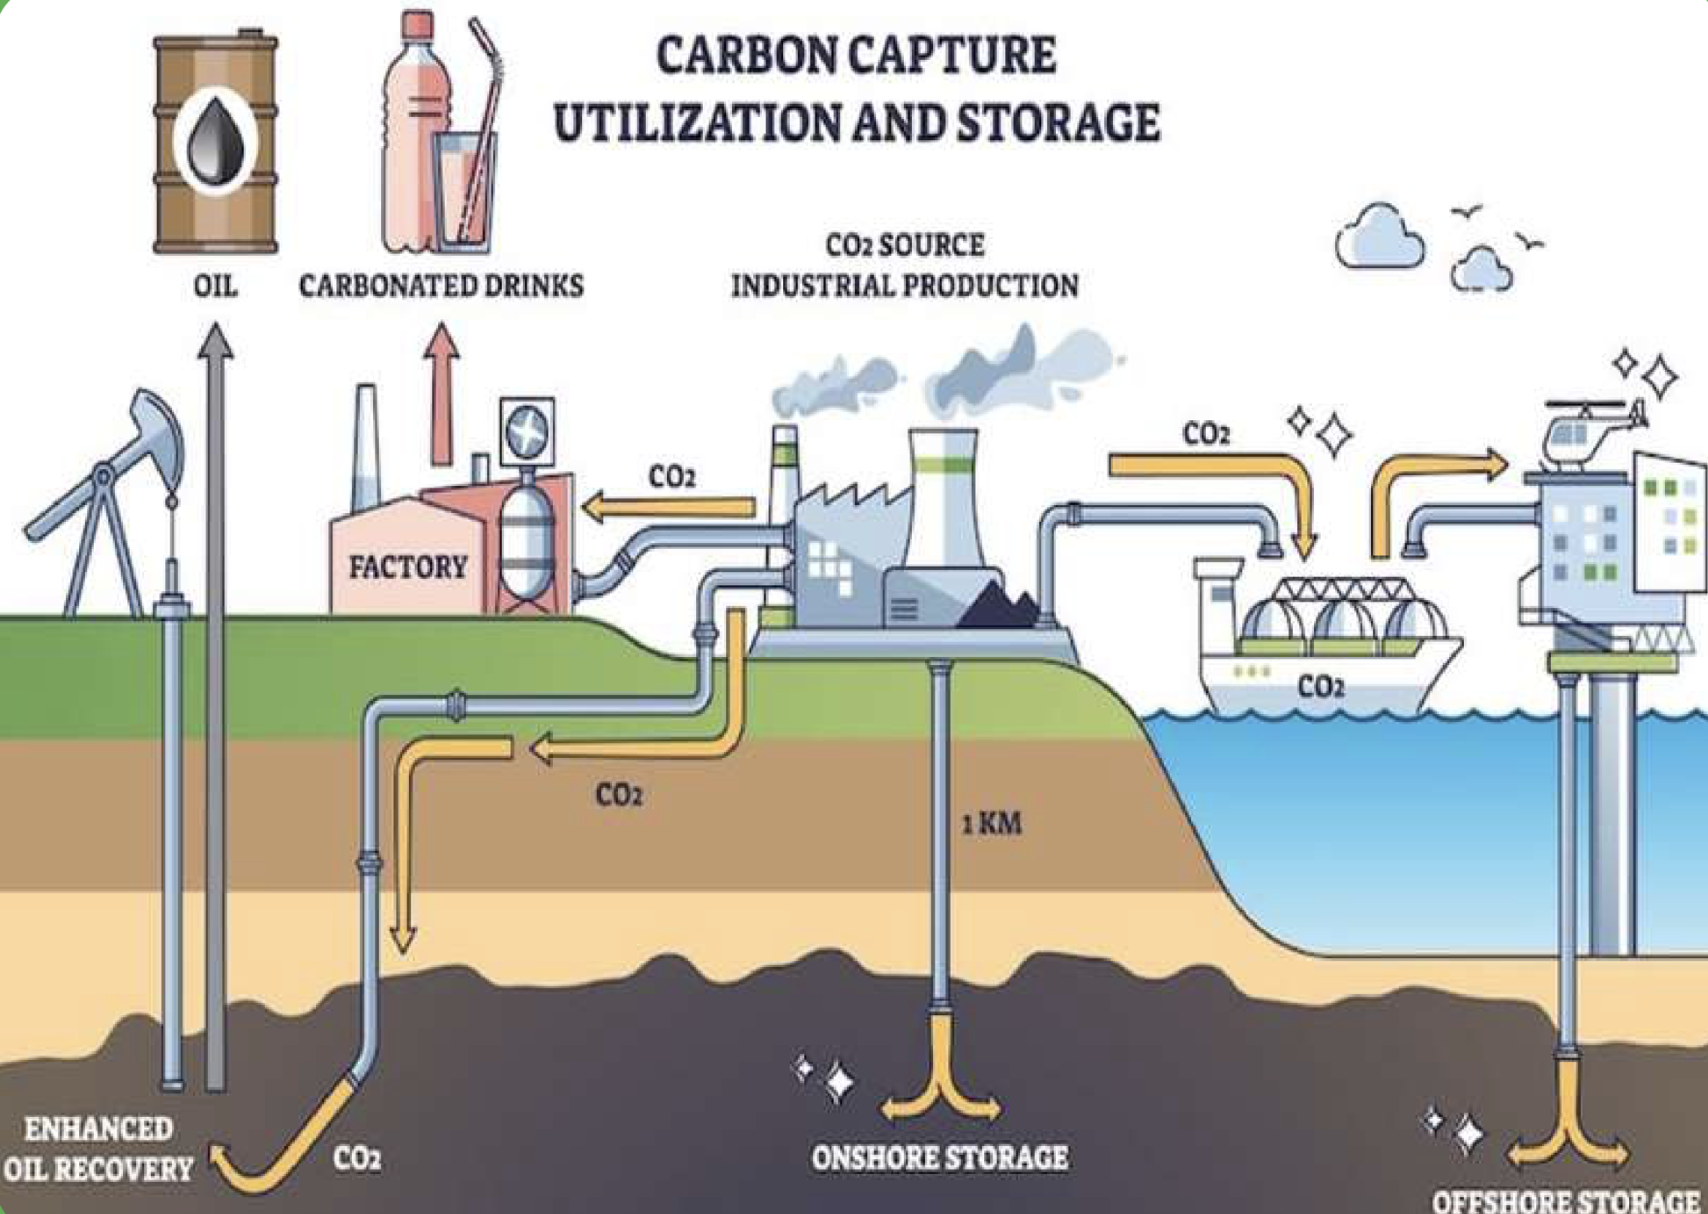 CARBON CAPTURE
UTILIZATION AND STORAGE
OIL
CARBONATED DRINKS
CO2 SOURCE
INDUSTRIAL PRODUCTION
CO2
CO2
FACTORY
CO2
CO2
1 KM
ENHANCED
OIL RECOVERY
CO2
ONSHORE STORAGE
OFFSHORE STORAGE